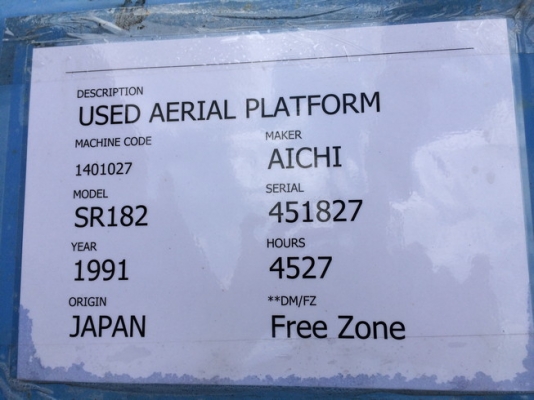 DESCRIPTION
USED AERIAL PLATFORM
MACHINE CODE
1401027
MAKER
AICHI
MODEL
SR182
SERIAL
451827
YEAR
1991
HOURS
4527
ORIGIN
JAPAN
**DM/FZ
Free Zone